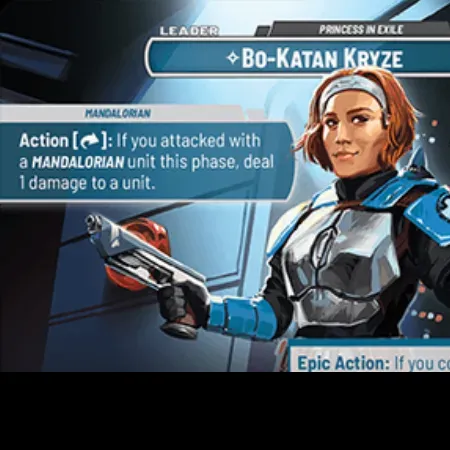 LEADER
PRINCESS IN EXILE
BO-KATAN KRYZE
MANDALORIAN
Action [ ]: If you attacked with
a MANDALORIAN unit this phase, deal
1 damage to a unit.
Epic Action: If you